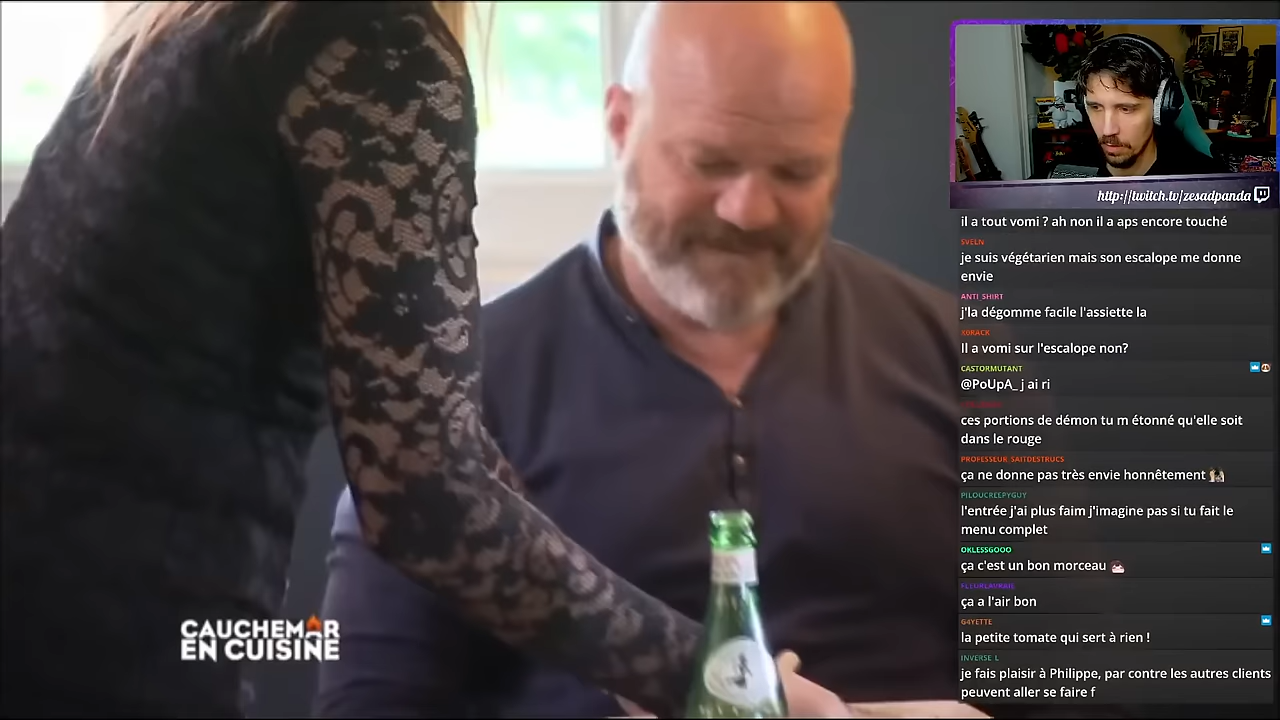 http://twitch.tv/zesadpanda
il a tout vomi ? ah non il a aps encore touché
SVELN
je suis végétarien mais son escalope me donne
envie
ANTI_SHIRT
j'la dégomme facile l'assiette la
X0RACK
Il a vomi sur l'escalope non?
CASTORMUTANT
@PoUpA_ j ai ri
ces portions de démon tu m étonné qu'elle soit
dans le rouge
PROFESSEUR_SAITDESTRUCS
ça ne donne pas très envie honnêtement
PILOUCREEPYGUY
l'entrée j'ai plus faim j'imagine pas si tu fait le
menu complet
OKLESSGOOO
ça c'est un bon morceau
ça a l'air bon
G4YETTE
la petite tomate qui sert à rien !
INVERSE_L
je fais plaisir à Philippe, par contre les autres clients
peuvent aller se faire f
CAUCHEMAR
EN CUISINE